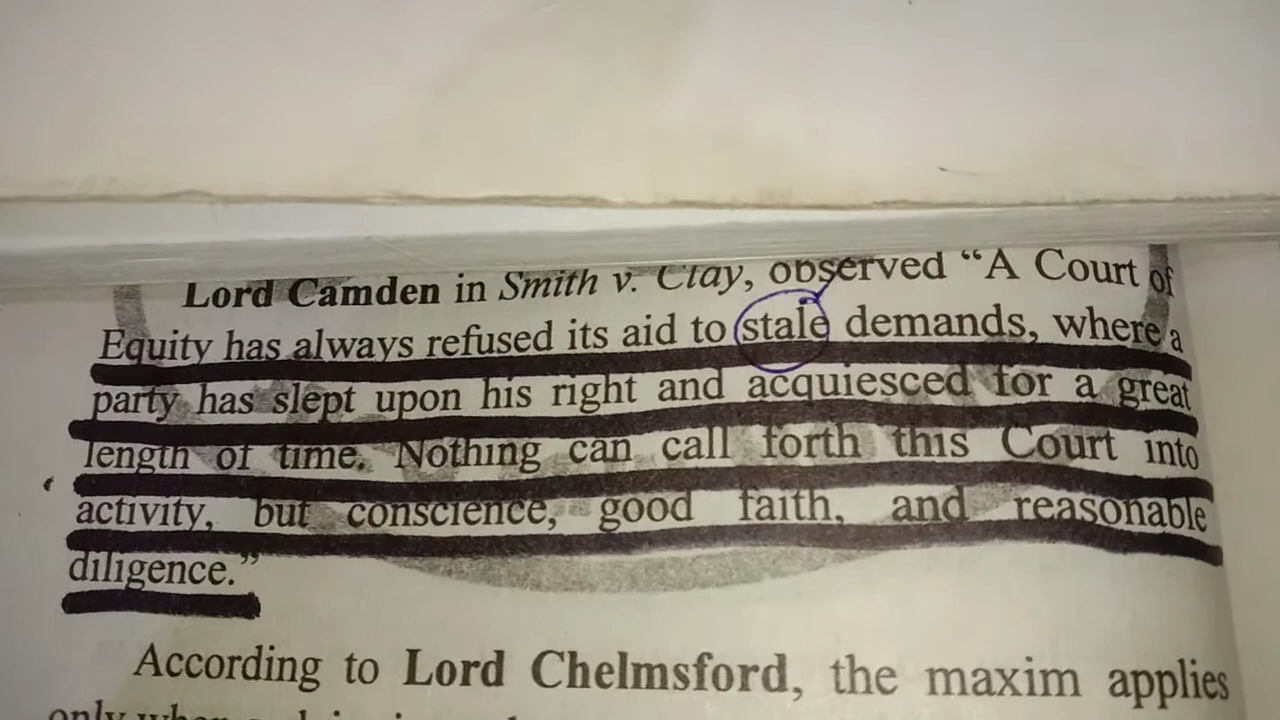 Lord Camden in Smith v. Clay, observed “A Court of
Equity has always refused its aid to stale demands, where a
party has slept upon his right and acquiesced for a great
length of time. Nothing can call forth this Court into
activity, but conscience, good faith, and reasonable
diligence.”
According to Lord Chelmsford, the maxim applies
only